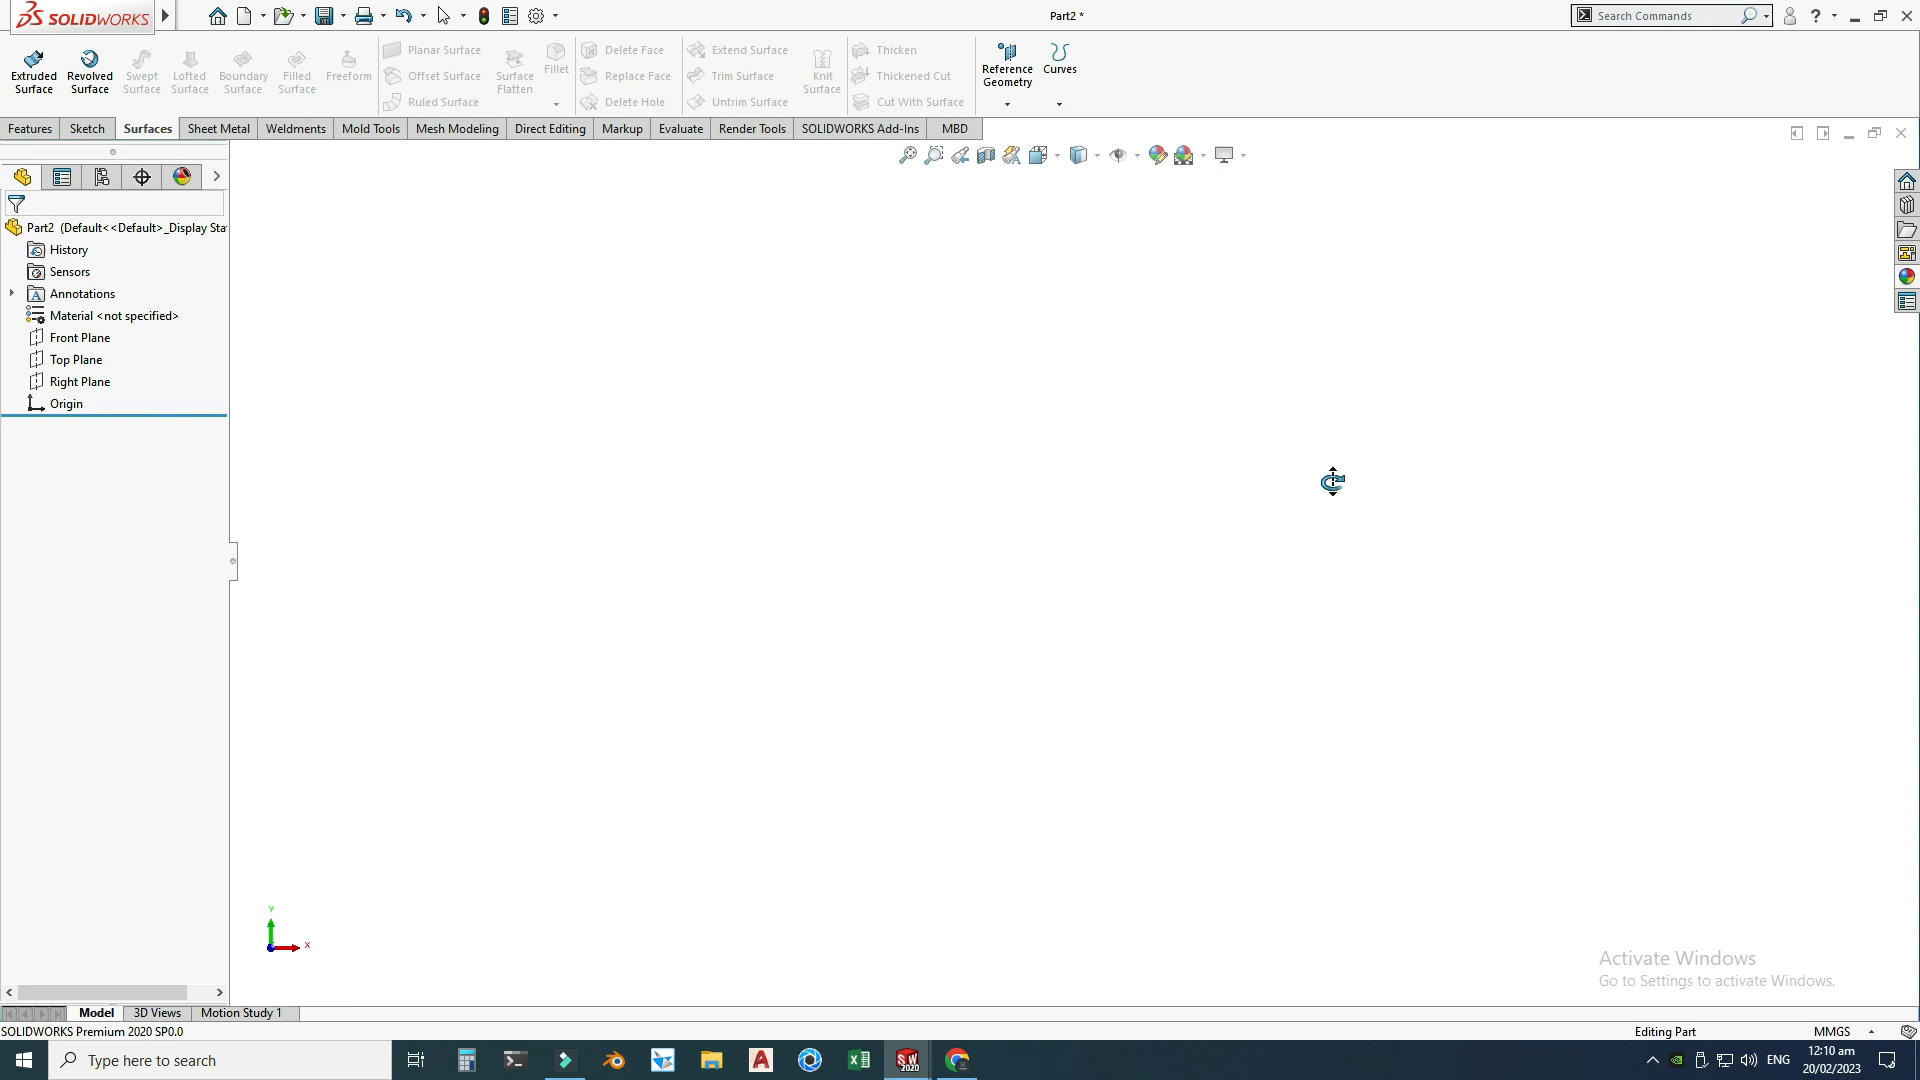 SOLIDWORKS
Part2 *
Search Commands
Extruded Surface
Revolved Surface
Swept Surface
Lofted Surface
Boundary Surface
Filled Surface
Freeform
Planar Surface
Offset Surface
Ruled Surface
Surface Flatten
Fillet
Delete Face
Replace Face
Delete Hole
Extend Surface
Trim Surface
Untrim Surface
Knit Surface
Thicken
Thickened Cut
Cut With Surface
Reference Geometry
Curves
Features
Sketch
Surfaces
Sheet Metal
Weldments
Mold Tools
Mesh Modeling
Direct Editing
Markup
Evaluate
Render Tools
SOLIDWORKS Add-Ins
MBD
Part2 (Default<<Default>_Display Sta
History
Sensors
Annotations
Material <not specified>
Front Plane
Top Plane
Right Plane
Origin
Y
X
Activate Windows
Go to Settings to activate Windows.
Model
3D Views
Motion Study 1
SOLIDWORKS Premium 2020 SP0.0
Editing Part
MMGS
Type here to search
SW
2020
ENG
12:10 am
20/02/2023